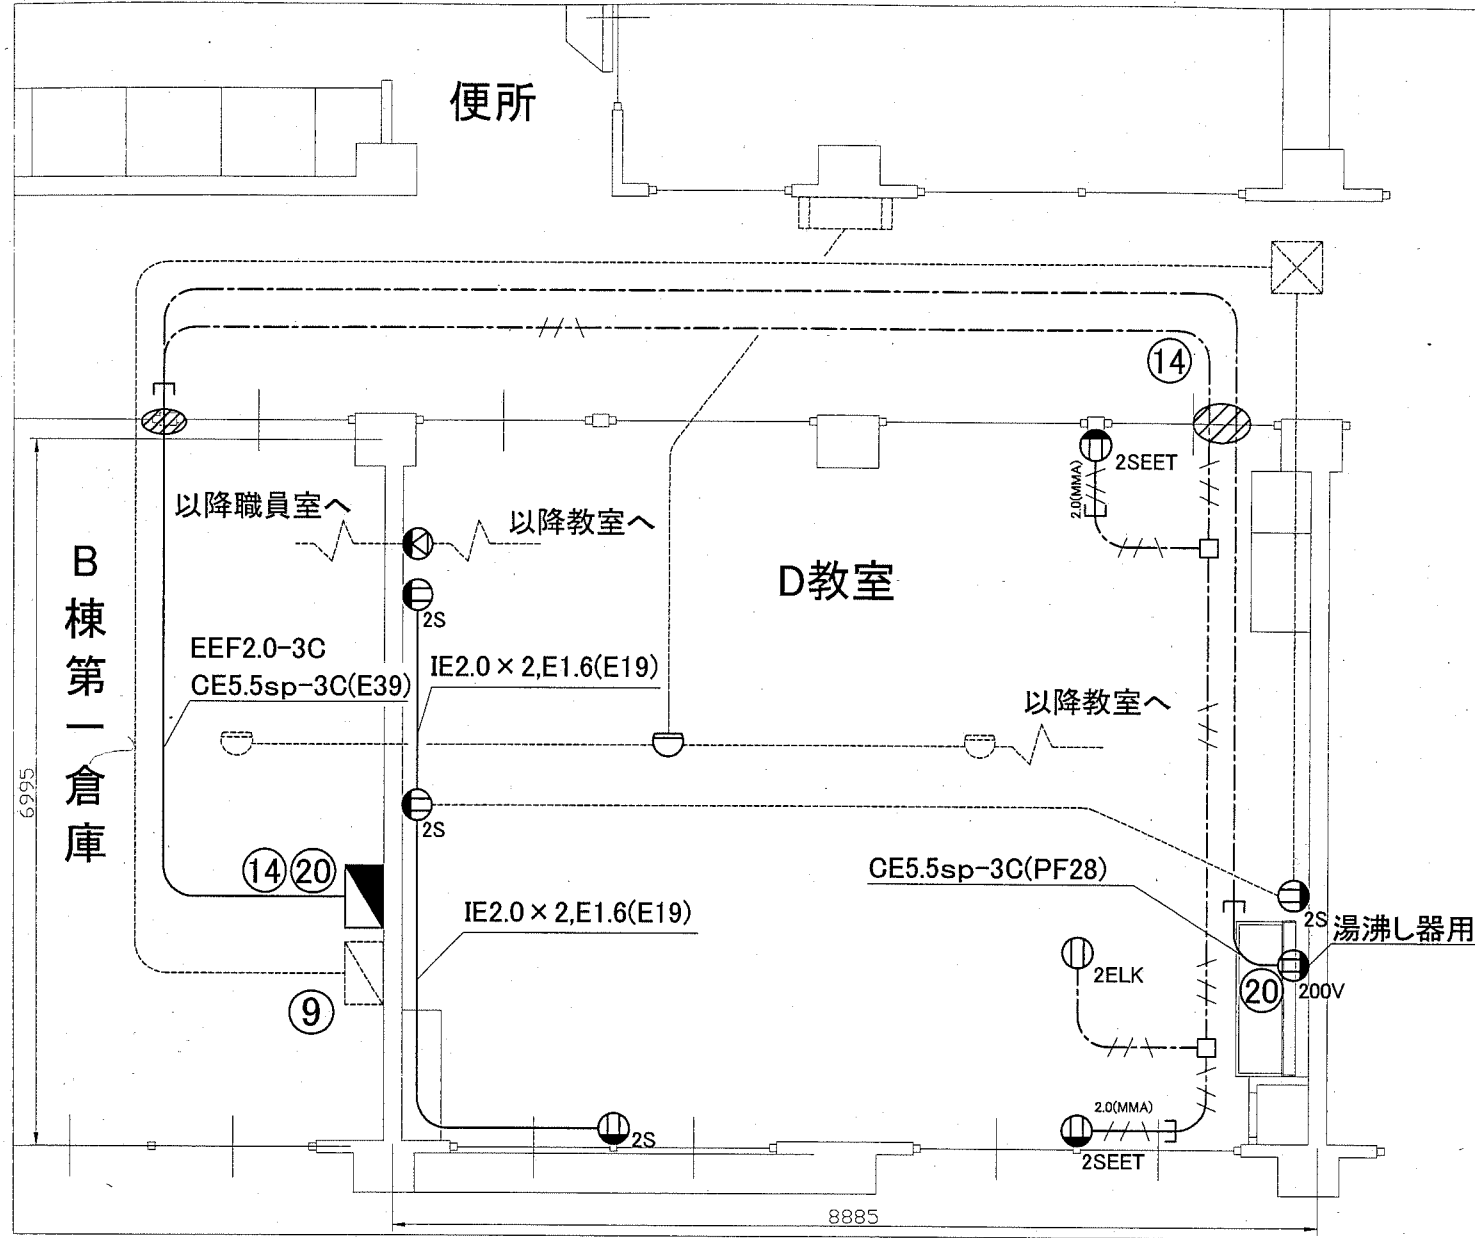 便所
⑭
2SEET
2.0(MMA)
以降職員室へ
以降教室へ
D教室
B棟第一倉庫
2S
EEF2.0-3C
CE5.5sp-3C(E39)
IE2.0×2,E1.6(E19)
以降教室へ
6995
2S
⑭⑳
CE5.5sp-3C(PF28)
IE2.0×2,E1.6(E19)
2S
湯沸し器用
2ELK
⑳
200V
⑨
2.0(MMA)
2S
2SEET
8885